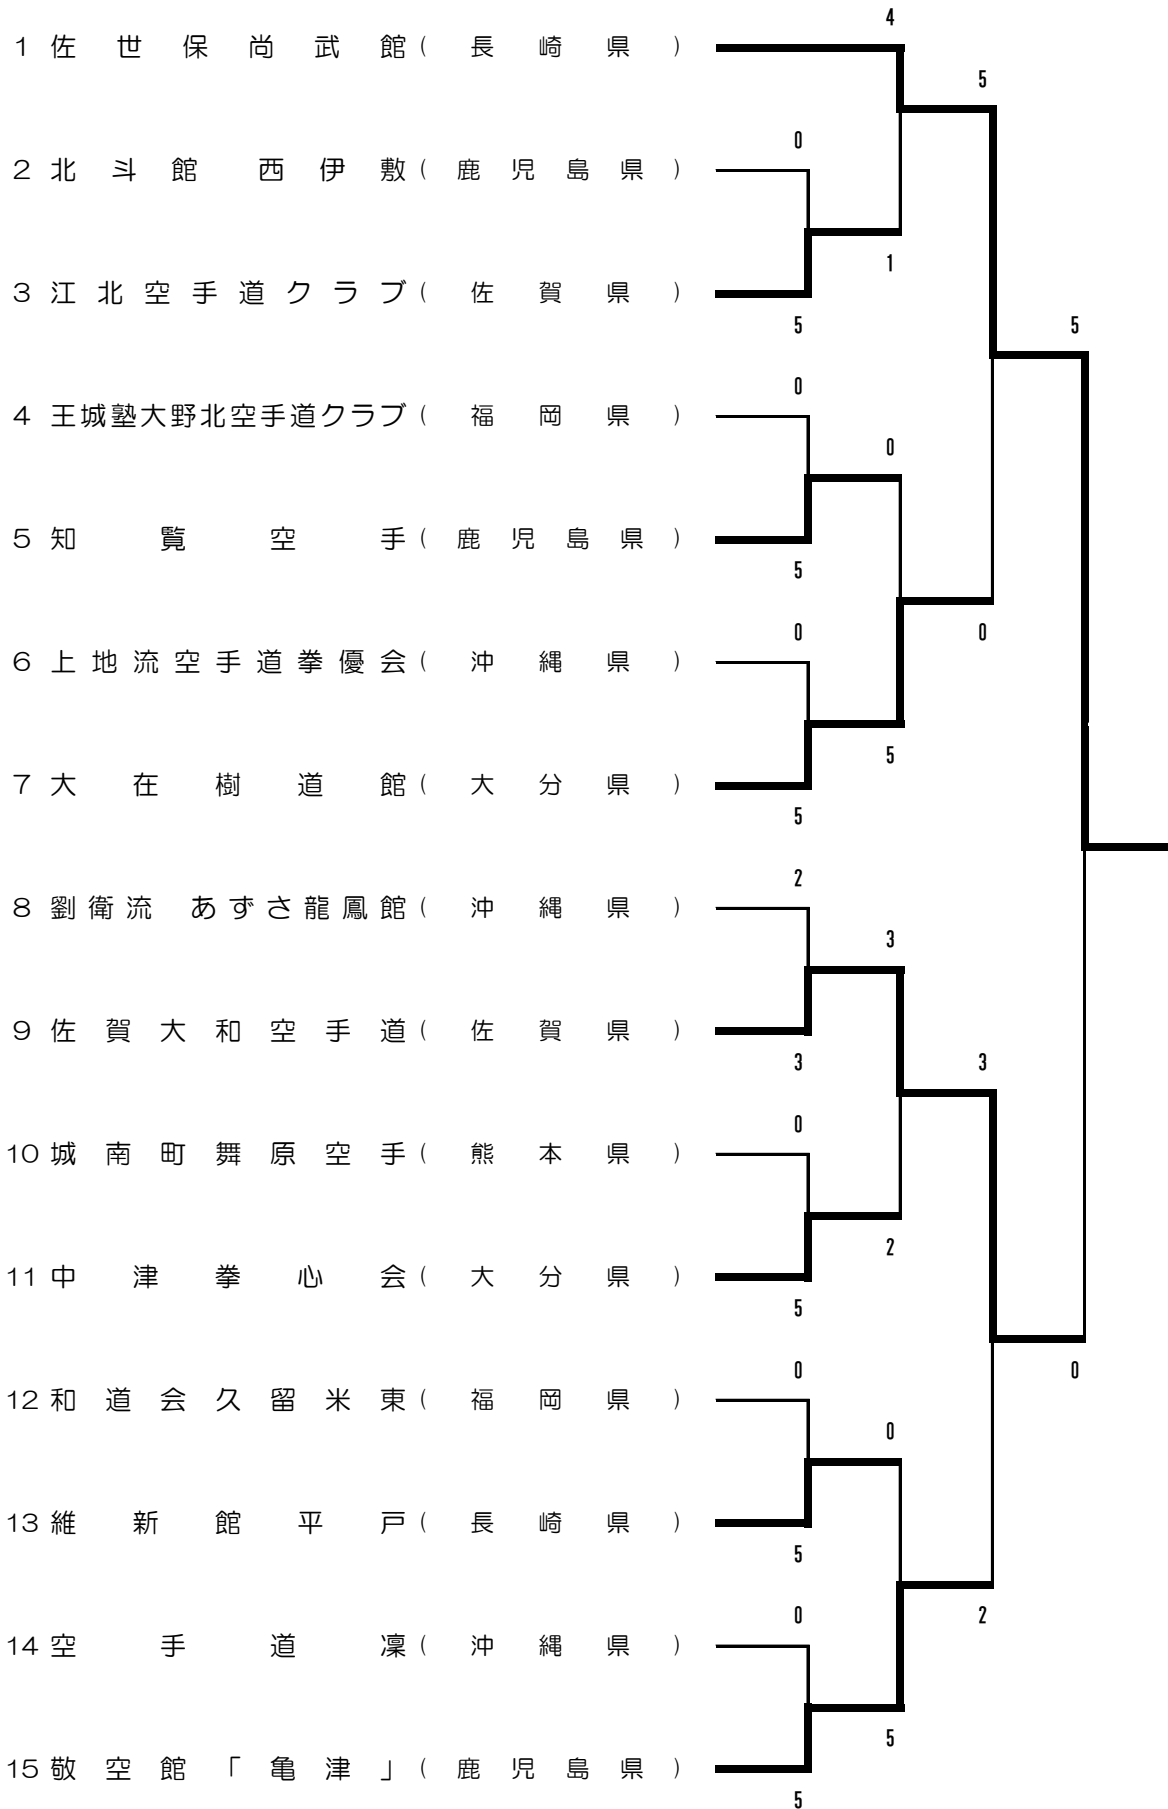 4
1 佐世保尚武館（長崎県）
5
0
2 北斗館 西伊敷（鹿児島県）
1
3 江北空手道クラブ（佐賀県）
5
5
0
4 王城塾大野北空手道クラブ（福岡県）
0
5 知覧空手（鹿児島県）
5
0
0
6 上地流空手道拳優会（沖縄県）
5
7 大在樹道館（大分県）
5
2
8 劉衛流 あずさ龍鳳館（沖縄県）
3
9 佐賀大和空手道（佐賀県）
3
3
0
10 城南町舞原空手（熊本県）
2
11 中津拳心会（大分県）
5
0
0
12 和道会久留米東（福岡県）
0
13 維新館平戸（長崎県）
5
0
2
14 空手道凜（沖縄県）
5
15 敬空館「亀津」（鹿児島県）
5